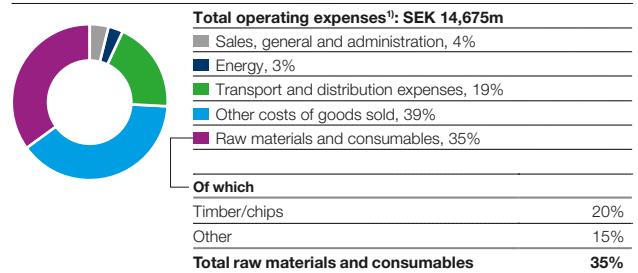 Total operating expenses¹⁾: SEK 14,675m
Sales, general and administration, 4%
Energy, 3%
Transport and distribution expenses, 19%
Other costs of goods sold, 39%
Raw materials and consumables, 35%
Of which
Timber/chips 20%
Other 15%
Total raw materials and consumables 35%